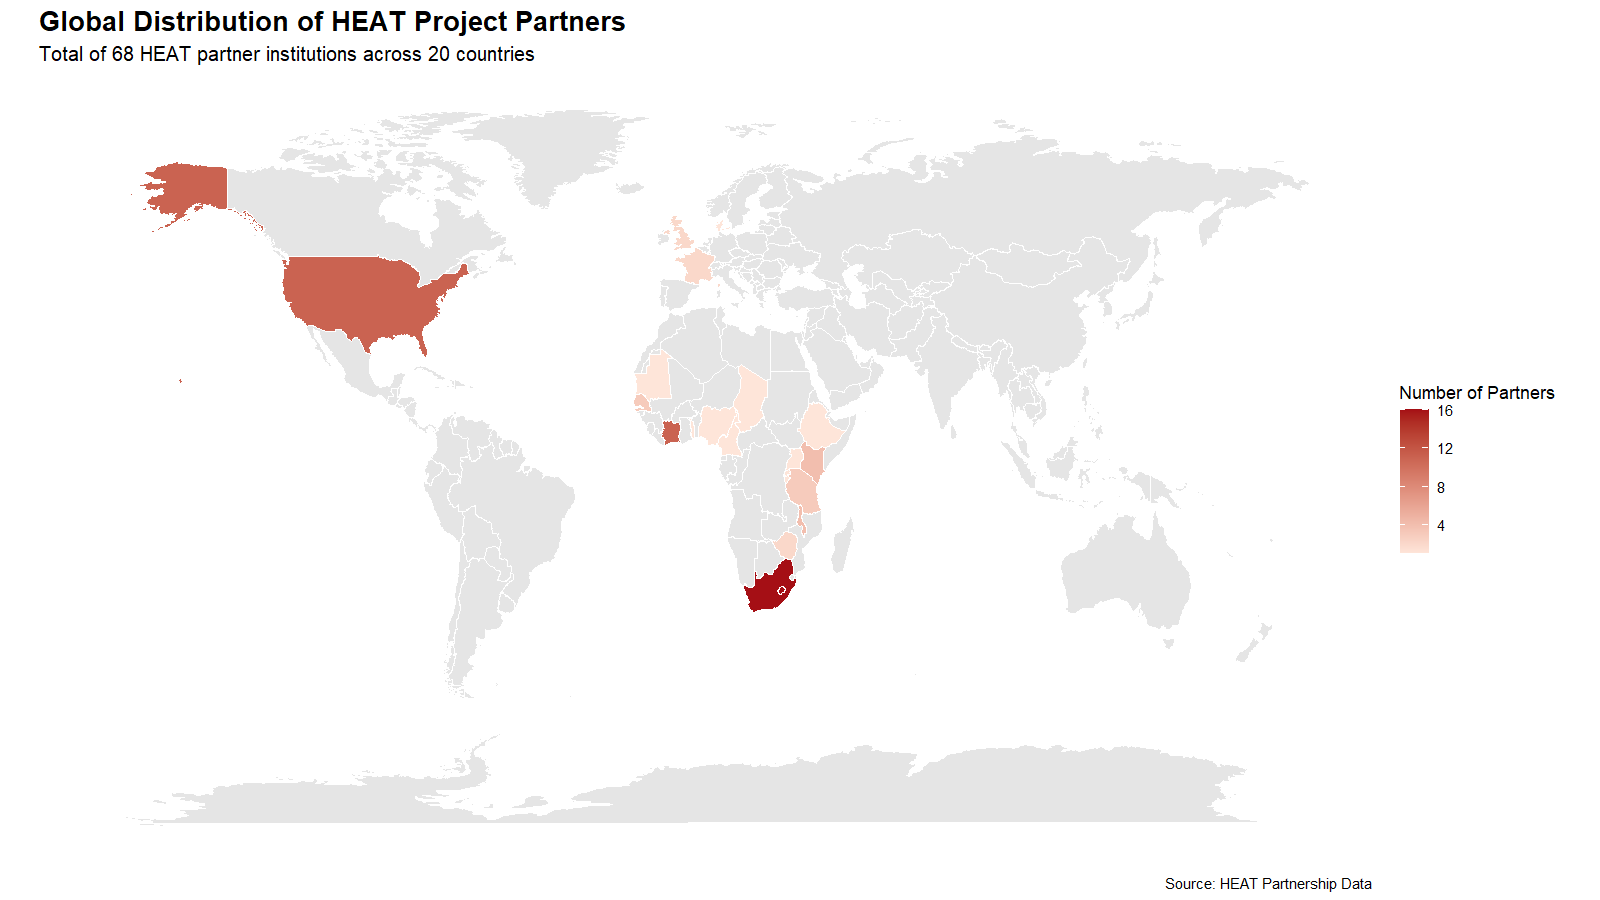 Global Distribution of HEAT Project Partners
Total of 68 HEAT partner institutions across 20 countries
Number of Partners
16
12
8
4
Source: HEAT Partnership Data